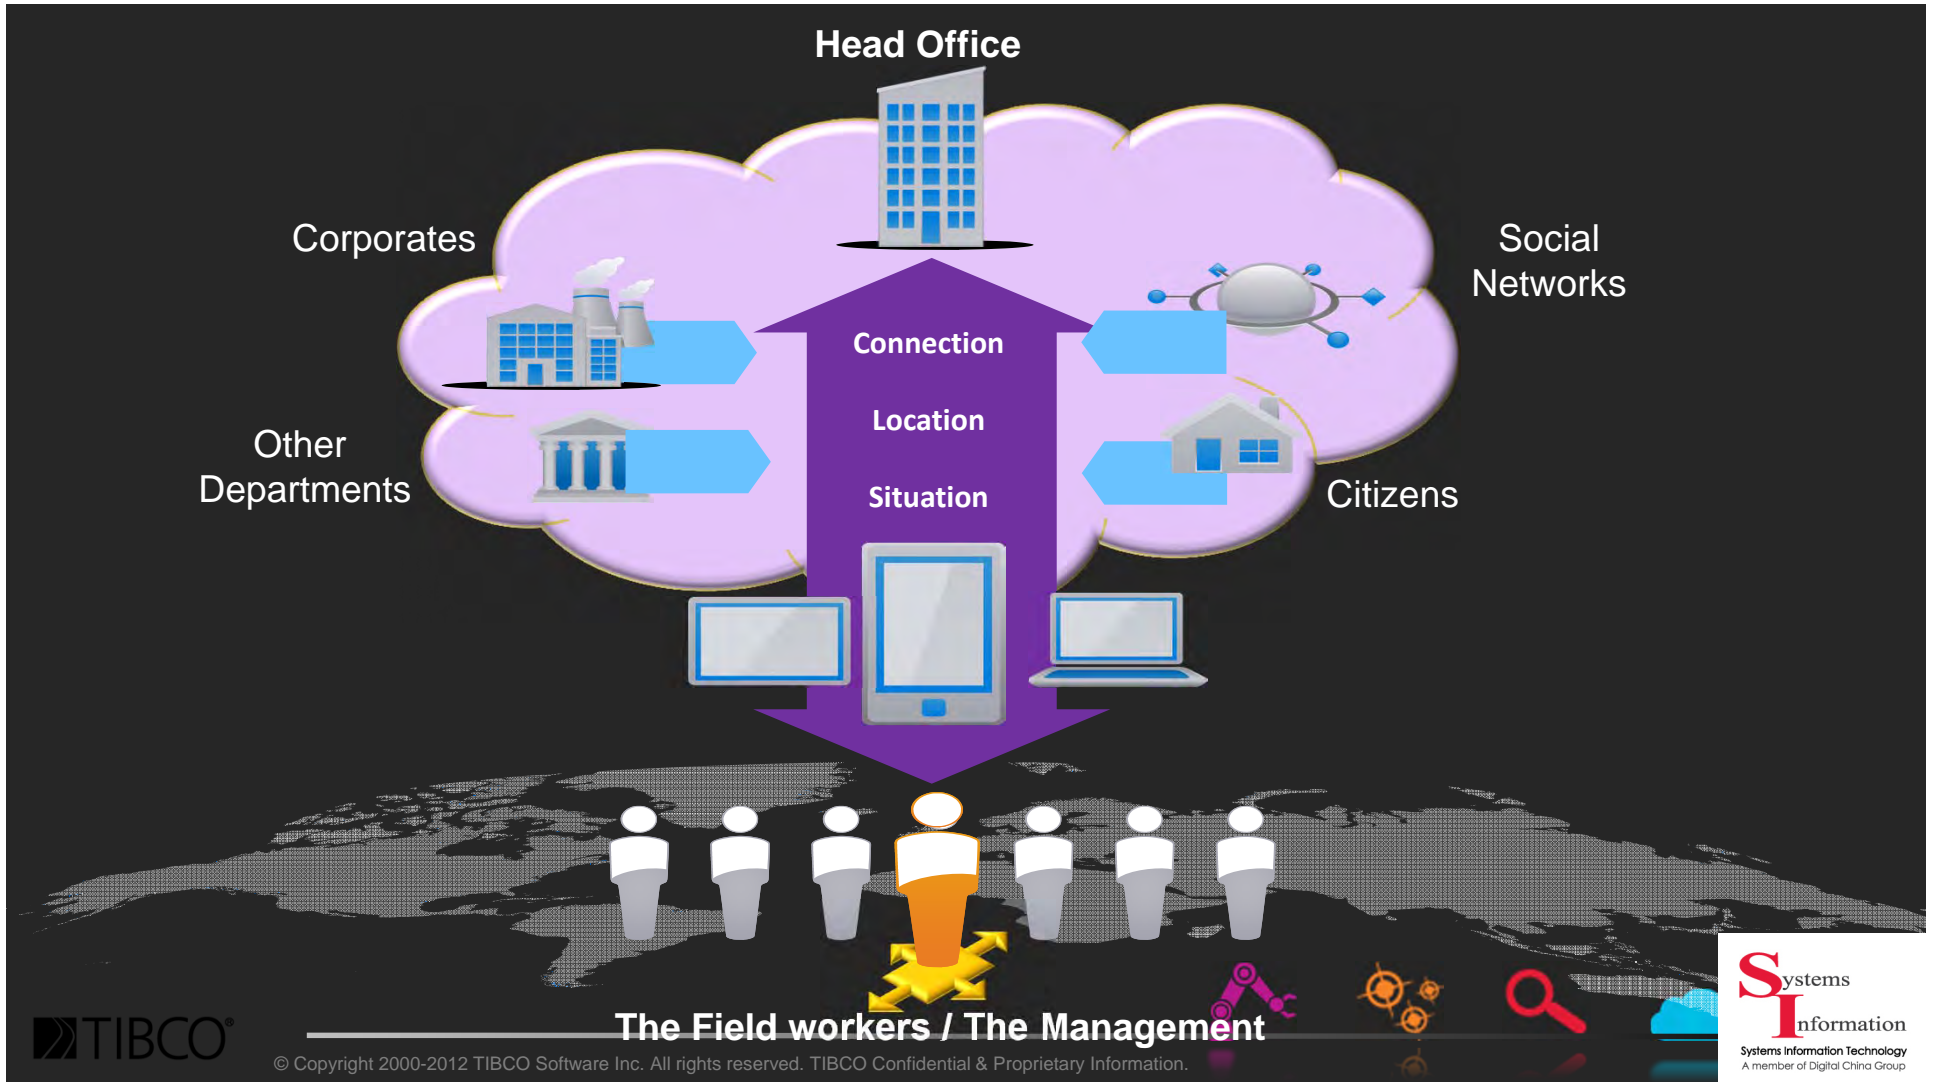 Head Office
Corporates
Social
Networks
Connection
Location
Situation
Other
Departments
Citizens
The Field workers / The Management
TIBCO®
© Copyright 2000-2012 TIBCO Software Inc. All rights reserved. TIBCO Confidential & Proprietary Information.
Systems
Information
Systems Information Technology
A member of Digital China Group